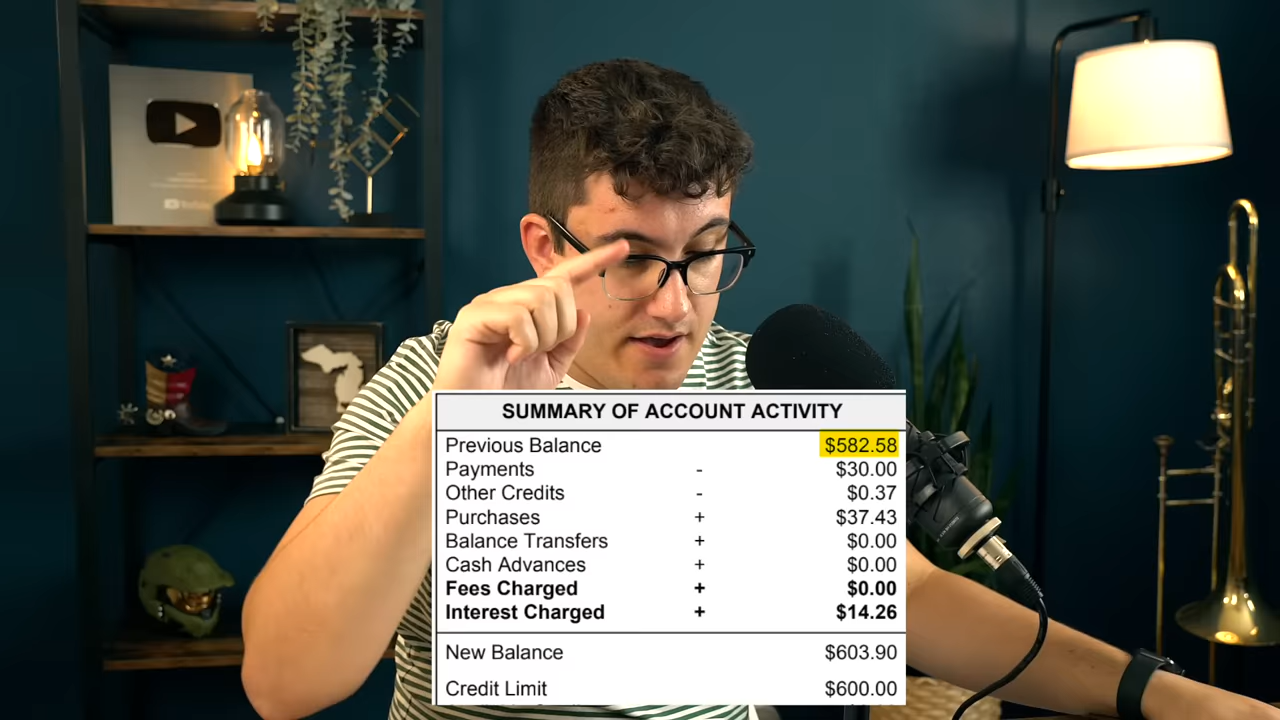 SUMMARY OF ACCOUNT ACTIVITY
Previous Balance $582.58
Payments - $30.00
Other Credits - $0.37
Purchases + $37.43
Balance Transfers + $0.00
Cash Advances + $0.00
Fees Charged + $0.00
Interest Charged + $14.26
New Balance $603.90
Credit Limit $600.00